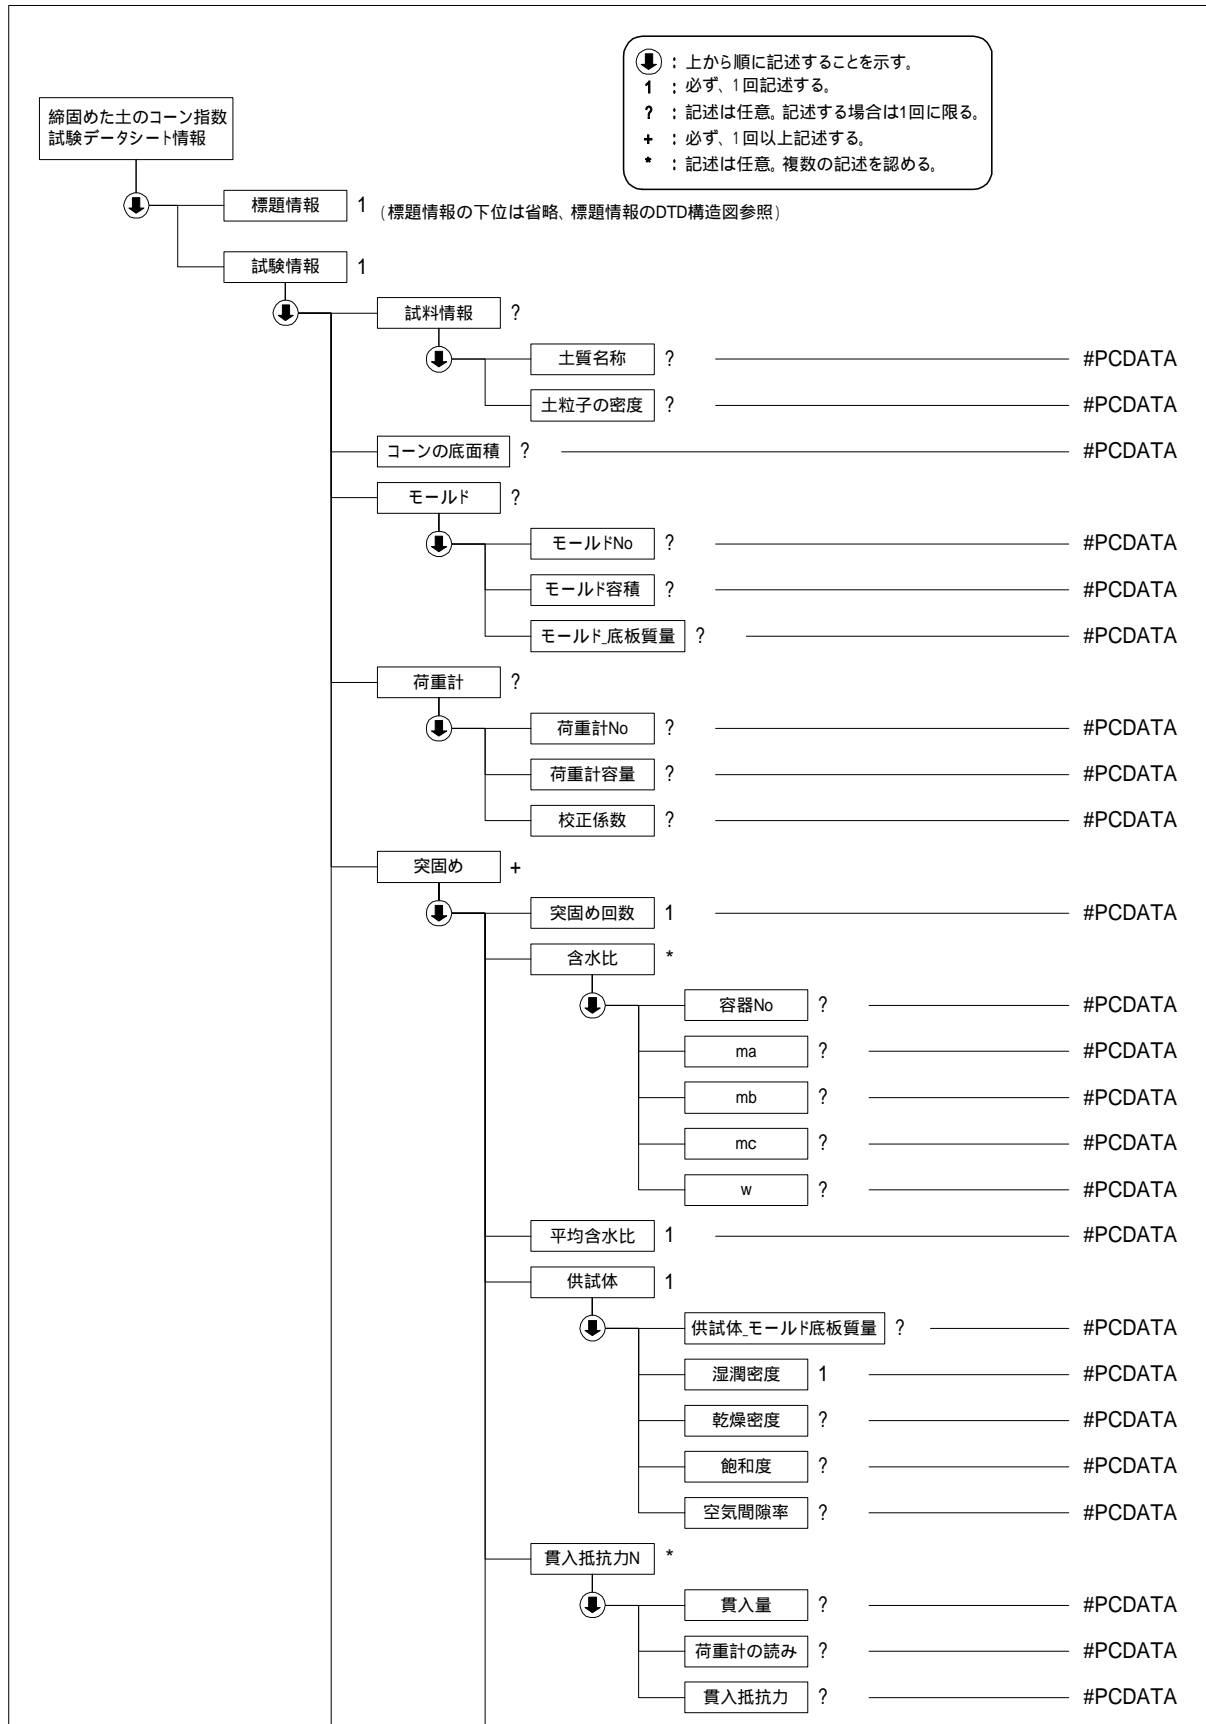 : 上から順に記述することを示す。
1 : 必ず、1回記述する。
? : 記述は任意。記述する場合は1回に限る。
+ : 必ず、1回以上記述する。
* : 記述は任意。複数の記述を認める。
締固めた土のコーン指数
試験データシート情報
標題情報 1 (標題情報の下位は省略、標題情報のDTD構造図参照)
試験情報 1
試料情報 ?
土質名称 ? #PCDATA
土粒子の密度 ? #PCDATA
コーンの底面積 ? #PCDATA
モールド ?
モールドNo ? #PCDATA
モールド容積 ? #PCDATA
モールド_底板質量 ? #PCDATA
荷重計 ?
荷重計No ? #PCDATA
荷重計容量 ? #PCDATA
校正係数 ? #PCDATA
突固め +
突固め回数 1 #PCDATA
含水比 *
容器No ? #PCDATA
ma ? #PCDATA
mb ? #PCDATA
mc ? #PCDATA
w ? #PCDATA
平均含水比 1 #PCDATA
供試体 1
供試体_モールド底板質量 ? #PCDATA
湿潤密度 1 #PCDATA
乾燥密度 ? #PCDATA
飽和度 ? #PCDATA
空気間隙率 ? #PCDATA
貫入抵抗力N *
貫入量 ? #PCDATA
荷重計の読み ? #PCDATA
貫入抵抗力 ? #PCDATA